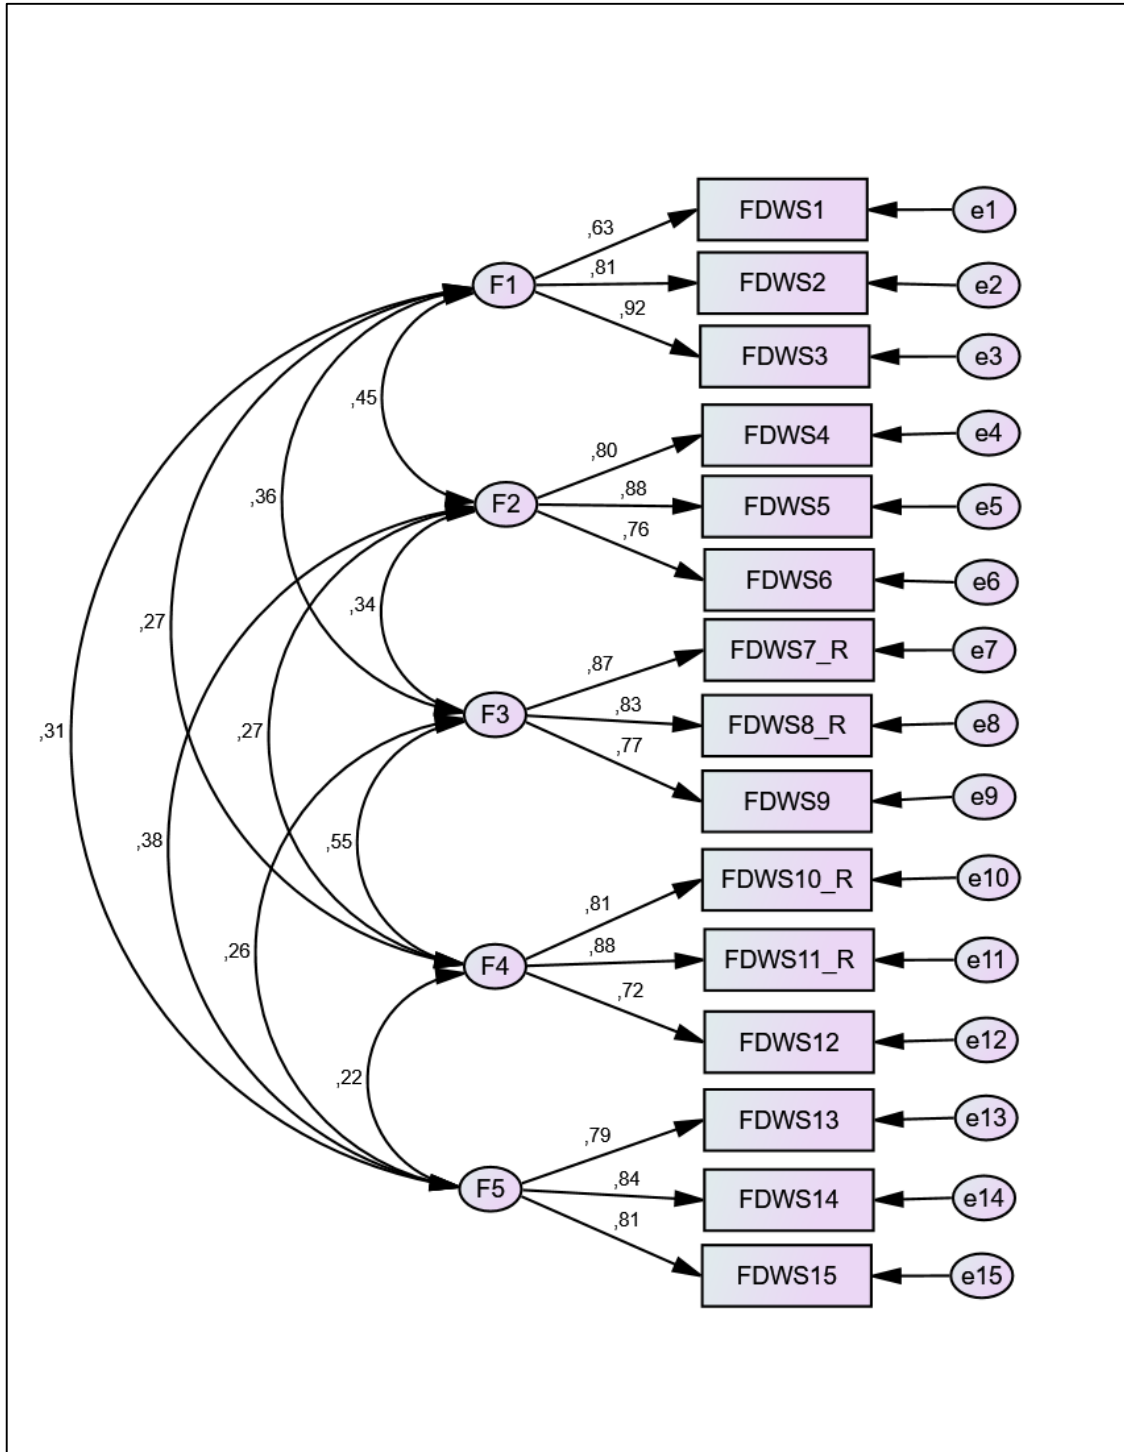 FDWS1
e1
,63
F1
,81
FDWS2
e2
,92
FDWS3
e3
,45
,80
FDWS4
e4
,36
F2
,88
FDWS5
e5
,76
FDWS6
e6
,34
,27
,87
FDWS7_R
e7
,31
,27
F3
,83
FDWS8_R
e8
,77
FDWS9
e9
,38
,55
,81
FDWS10_R
e10
,26
F4
,88
FDWS11_R
e11
,72
FDWS12
e12
,22
,79
FDWS13
e13
F5
,84
FDWS14
e14
,81
FDWS15
e15